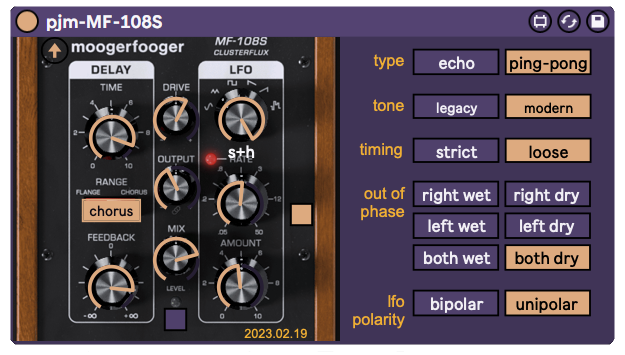 pjm-MF-108S
moogerfooger
MF-108S
CLUSTERFLUX
DELAY
LFO
TIME
DRIVE
4
6
2
8
0
10
OUTPUT
s+h
RATE
RANGE
FLANGE
CHORUS
chorus
.8
3
.2
12
.05
50
FEEDBACK
0
MIX
AMOUNT
4
6
2
8
-∞
+∞
LEVEL
0
10
2023.02.19
type
echo
ping-pong
tone
legacy
modern
timing
strict
loose
out of
phase
right wet
right dry
left wet
left dry
both wet
both dry
lfo
polarity
bipolar
unipolar